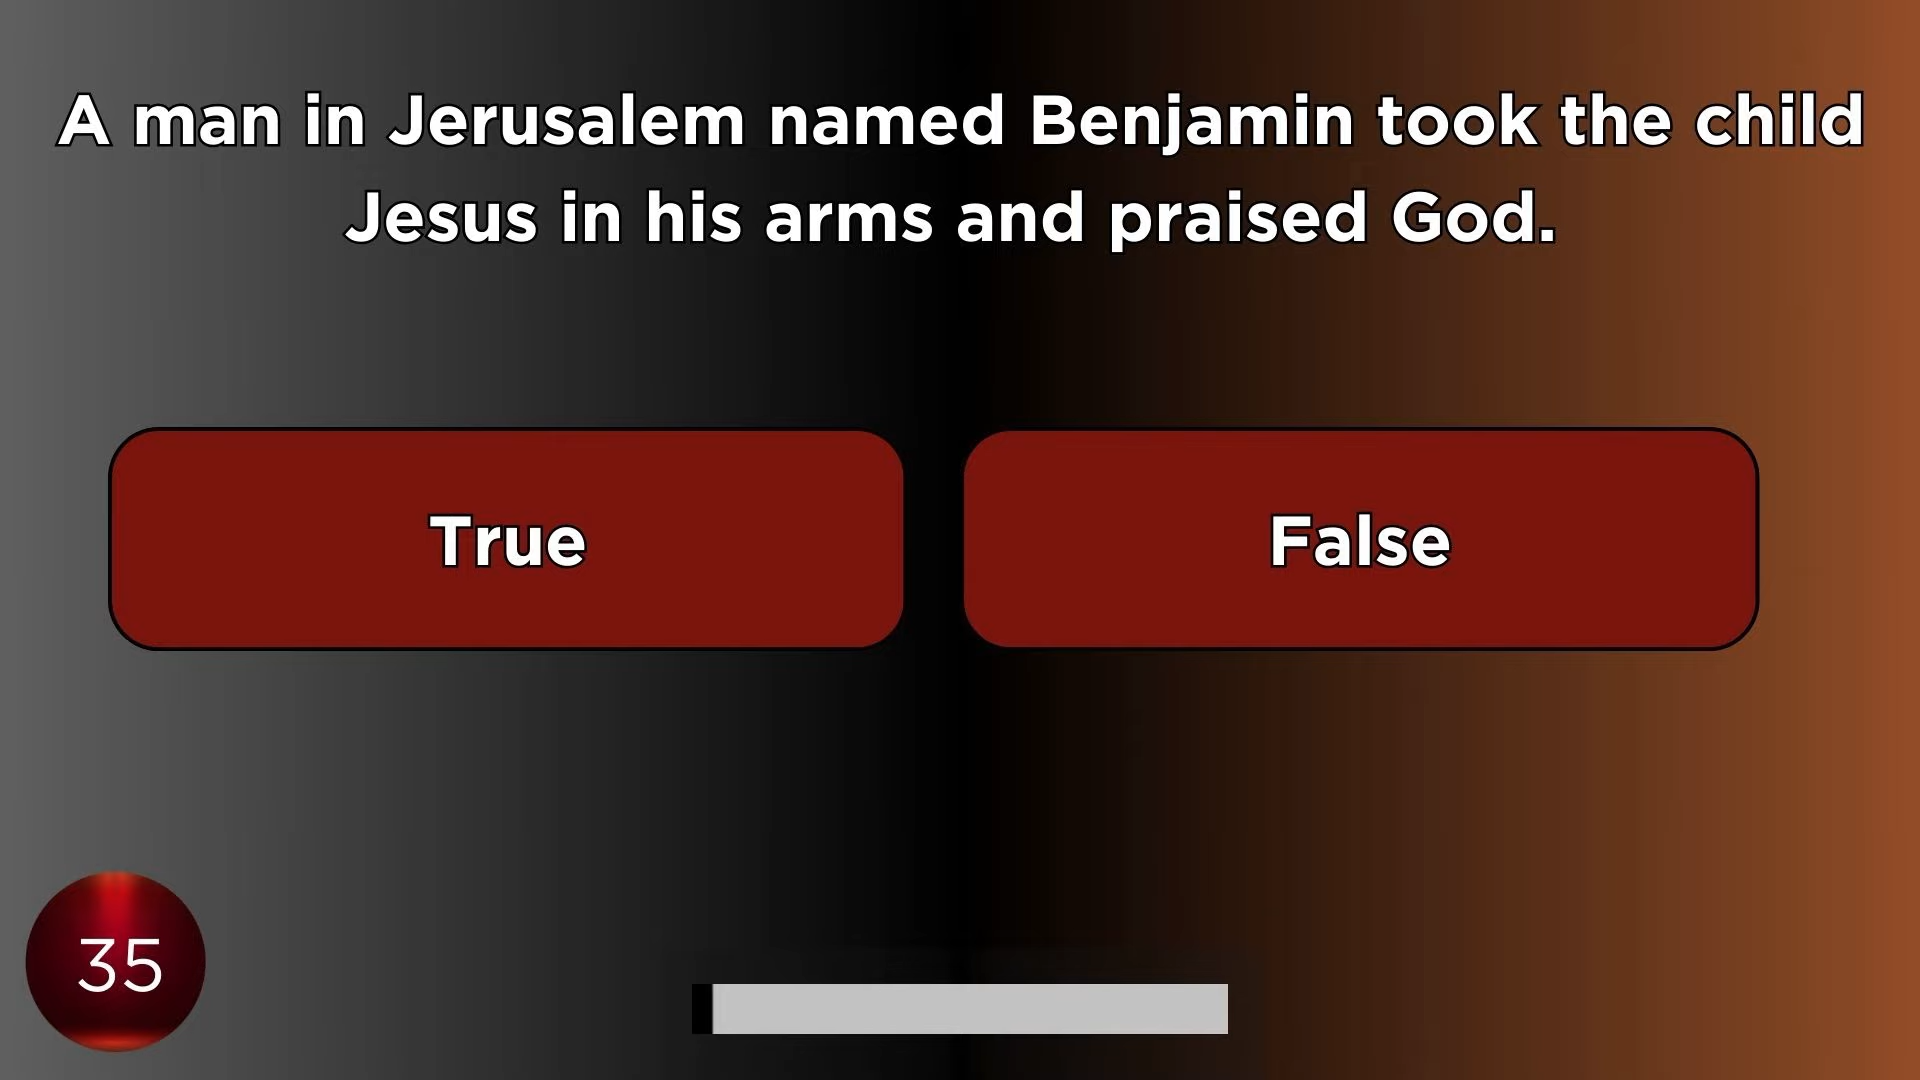 A man in Jerusalem named Benjamin took the child
Jesus in his arms and praised God.
True
False
35